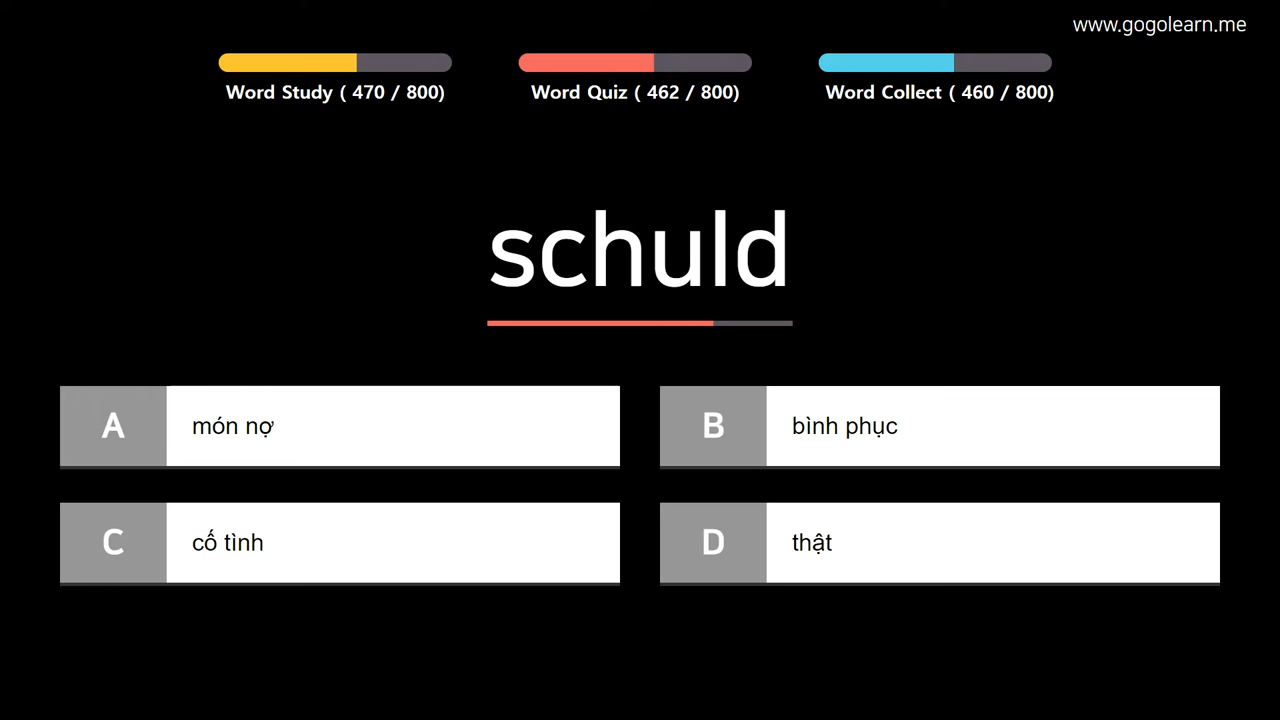 www.gogolearn.me
Word Study ( 470 / 800)
Word Quiz ( 462 / 800)
Word Collect ( 460 / 800)
schuld
A món nợ
B bình phục
C cố tình
D thật